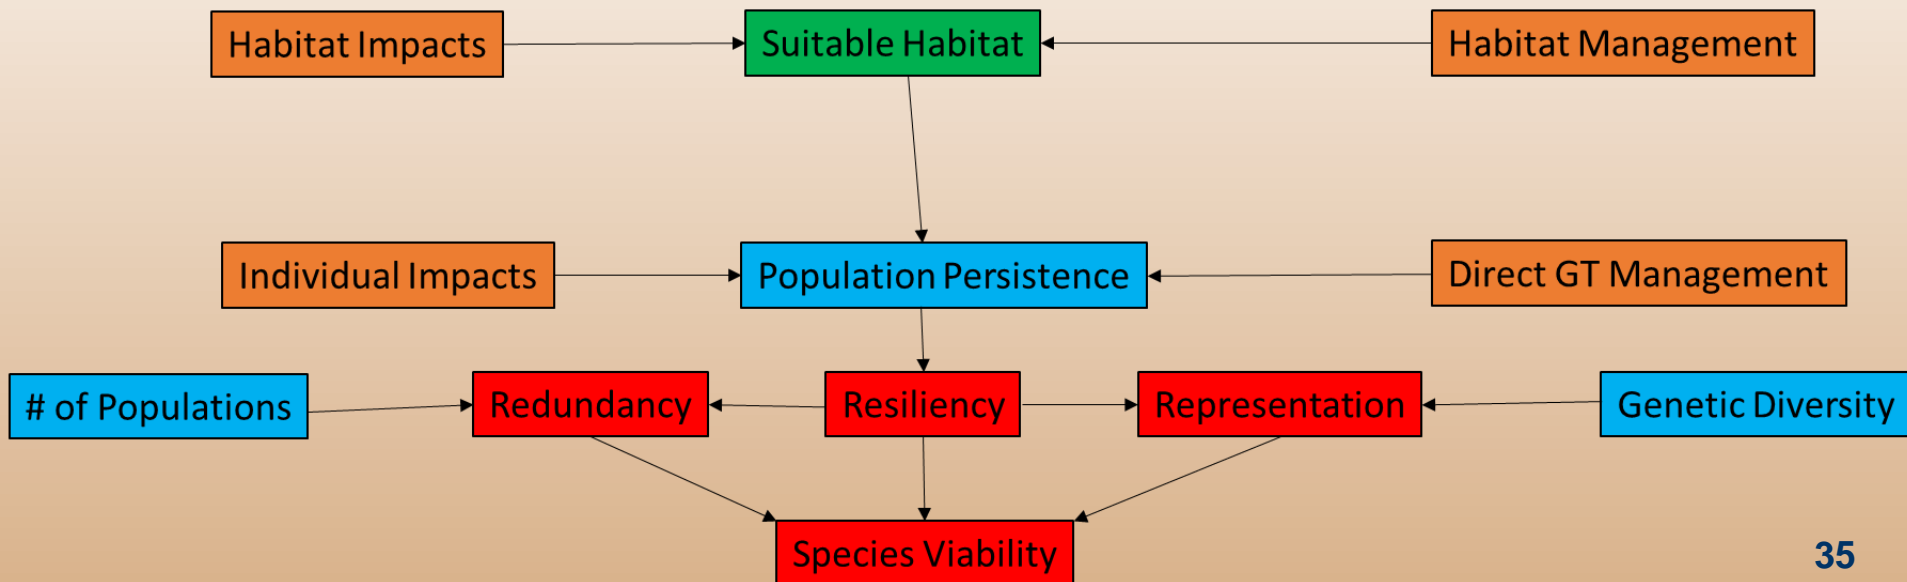 Habitat Impacts
Suitable Habitat
Habitat Management
Individual Impacts
Population Persistence
Direct GT Management
# of Populations
Redundancy
Resiliency
Representation
Genetic Diversity
Species Viability
35